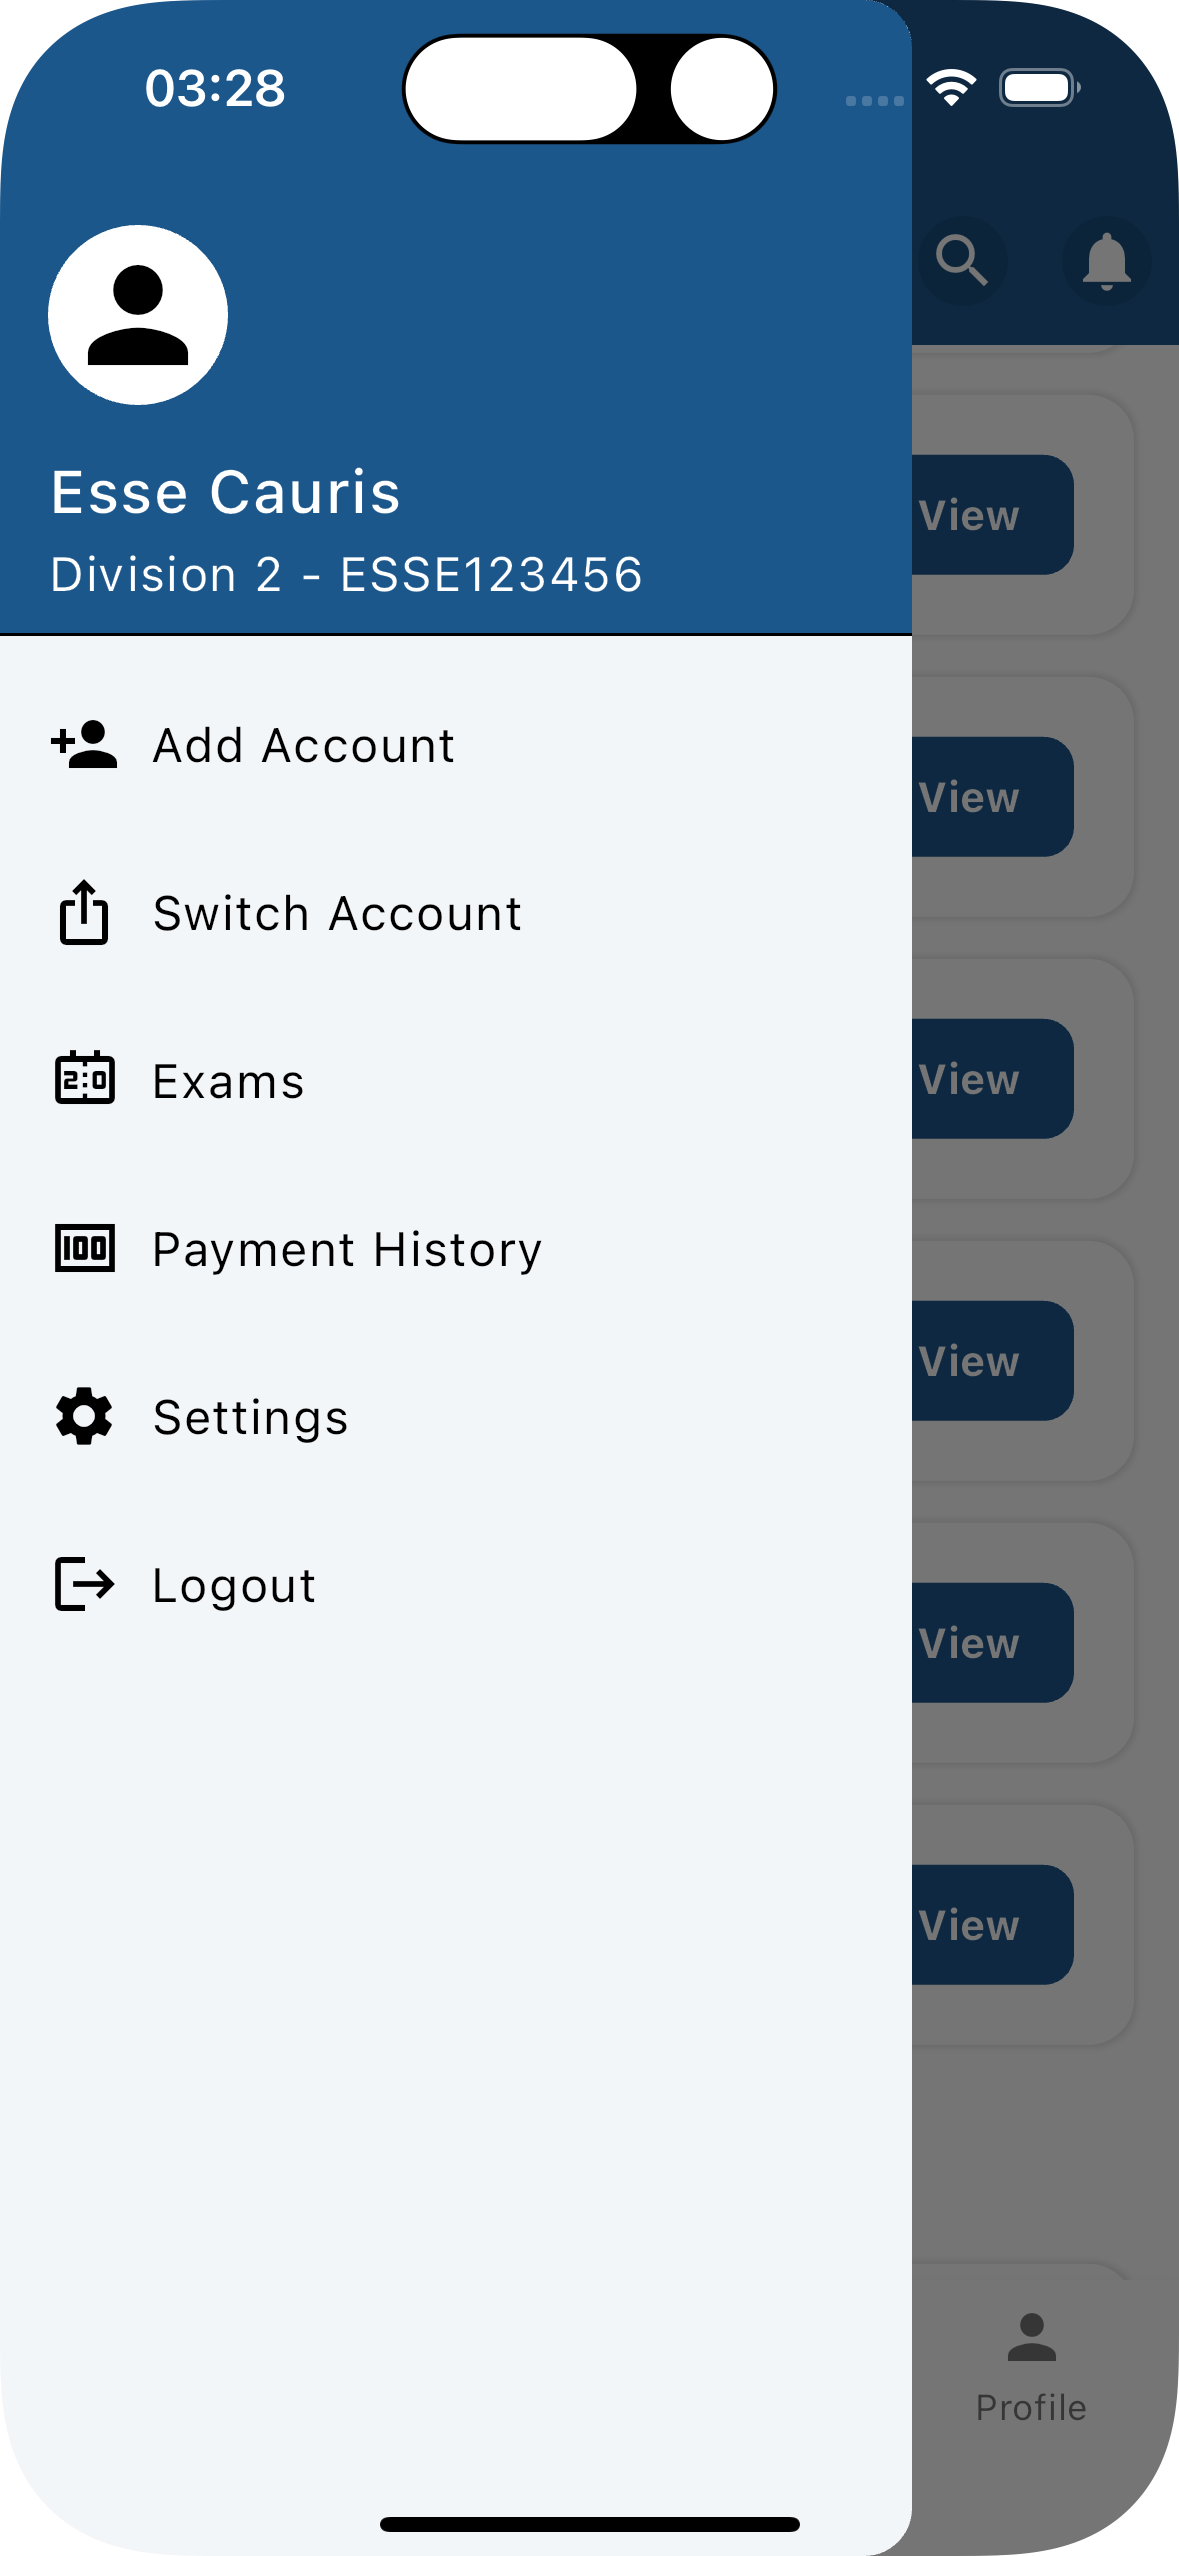 03:28
Esse Cauris
Division 2 - ESSE123456
Add Account
Switch Account
Exams
Payment History
Settings
Logout
View
View
View
View
View
View
Profile